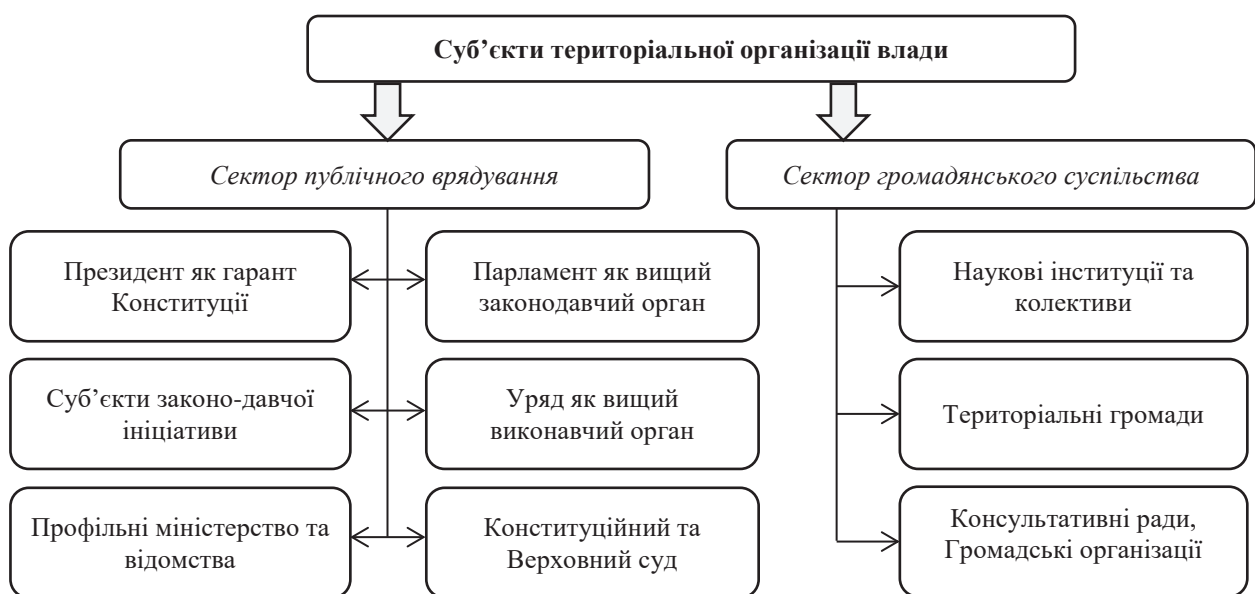 Суб’єкти територіальної організації влади
Сектор публічного врядування
Сектор громадянського суспільства
Президент як гарант
Конституції
Парламент як вищий
законодавчий орган
Наукові інституції та
колективи
Суб’єкти законо-давчої
ініціативи
Уряд як вищий
виконавчий орган
Територіальні громади
Профільні міністерство та
відомства
Конституційний та
Верховний суд
Консультативні ради,
Громадські організації